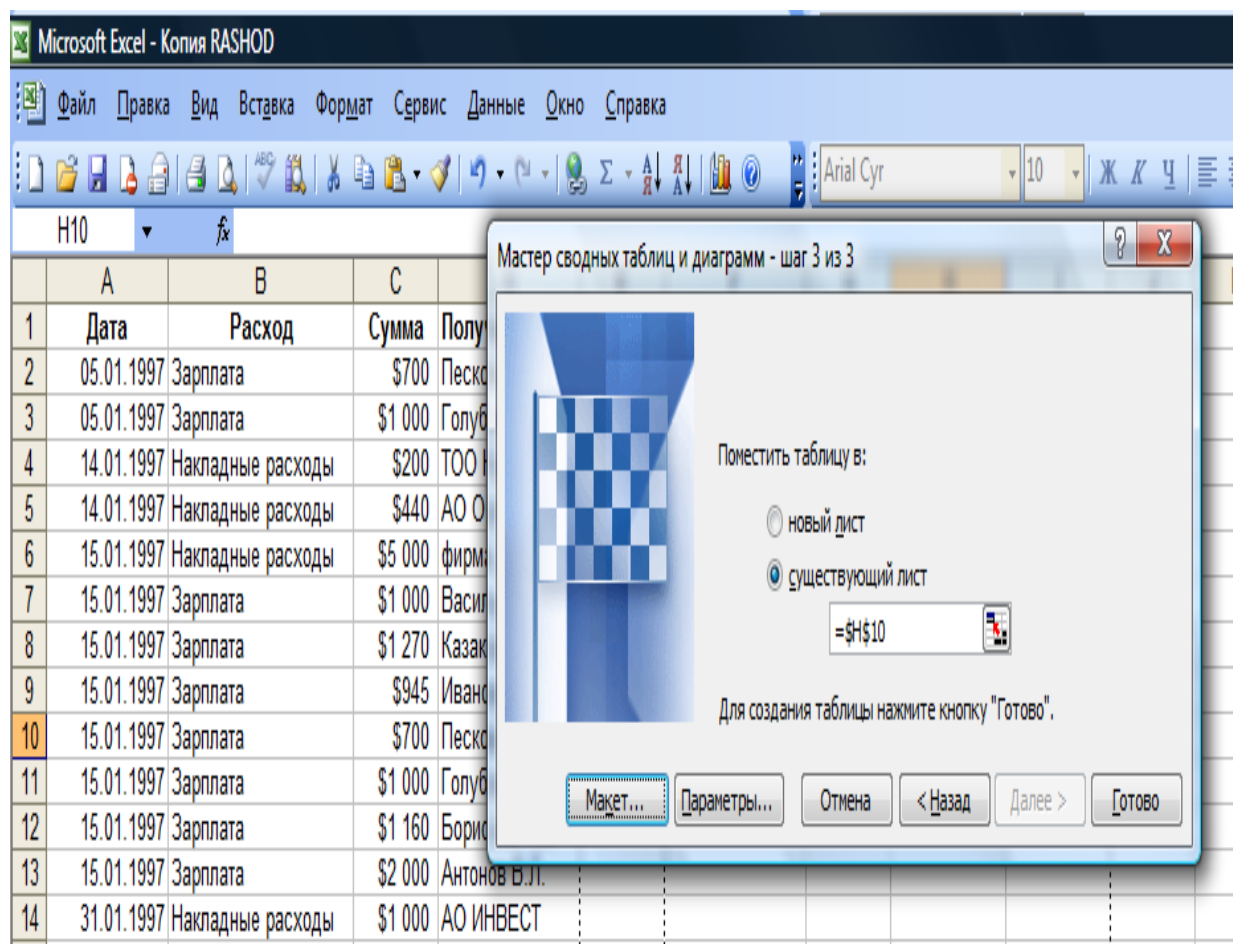 Microsoft Excel - Копия RASHOD
Файл Правка Вид Вставка Формат Сервис Данные Окно Справка
Arial Cyr 10 Ж К Ч
H10 fx
Мастер сводных таблиц и диаграмм - шаг 3 из 3
A B C
1 Дата Расход Сумма
2 05.01.1997 Зарплата $700
3 05.01.1997 Зарплата $1 000
4 14.01.1997 Накладные расходы $200 ТОО
5 14.01.1997 Накладные расходы $440 АО
6 15.01.1997 Накладные расходы $5 000
7 15.01.1997 Зарплата $1 000
8 15.01.1997 Зарплата $1 270
9 15.01.1997 Зарплата $945
10 15.01.1997 Зарплата $700
11 15.01.1997 Зарплата $1 000
12 15.01.1997 Зарплата $1 160
13 15.01.1997 Зарплата $2 000 Антонов В.Л.
14 31.01.1997 Накладные расходы $1 000 АО ИНВЕСТ
Поместить таблицу в:
новый лист
существующий лист
=$H$10
Для создания таблицы нажмите кнопку "Готово".
Макет... Параметры... Отмена < Назад Далее > Готово